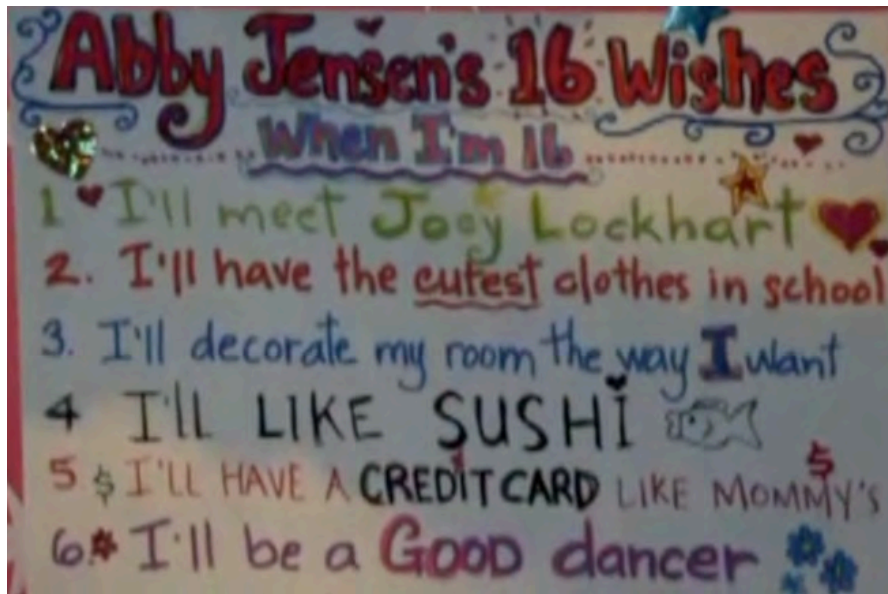 Abby Jensen's 16 Wishes
When I'm 16
1 I'll meet Joey Lockhart
2. I'll have the cutest clothes in school
3. I'll decorate my room the way I want
4 I'll LIKE SUSHi
5 $ I'LL HAVE A CREDiT CARD LIKE MOMMY'S $
6. I'll be a GOOD dancer